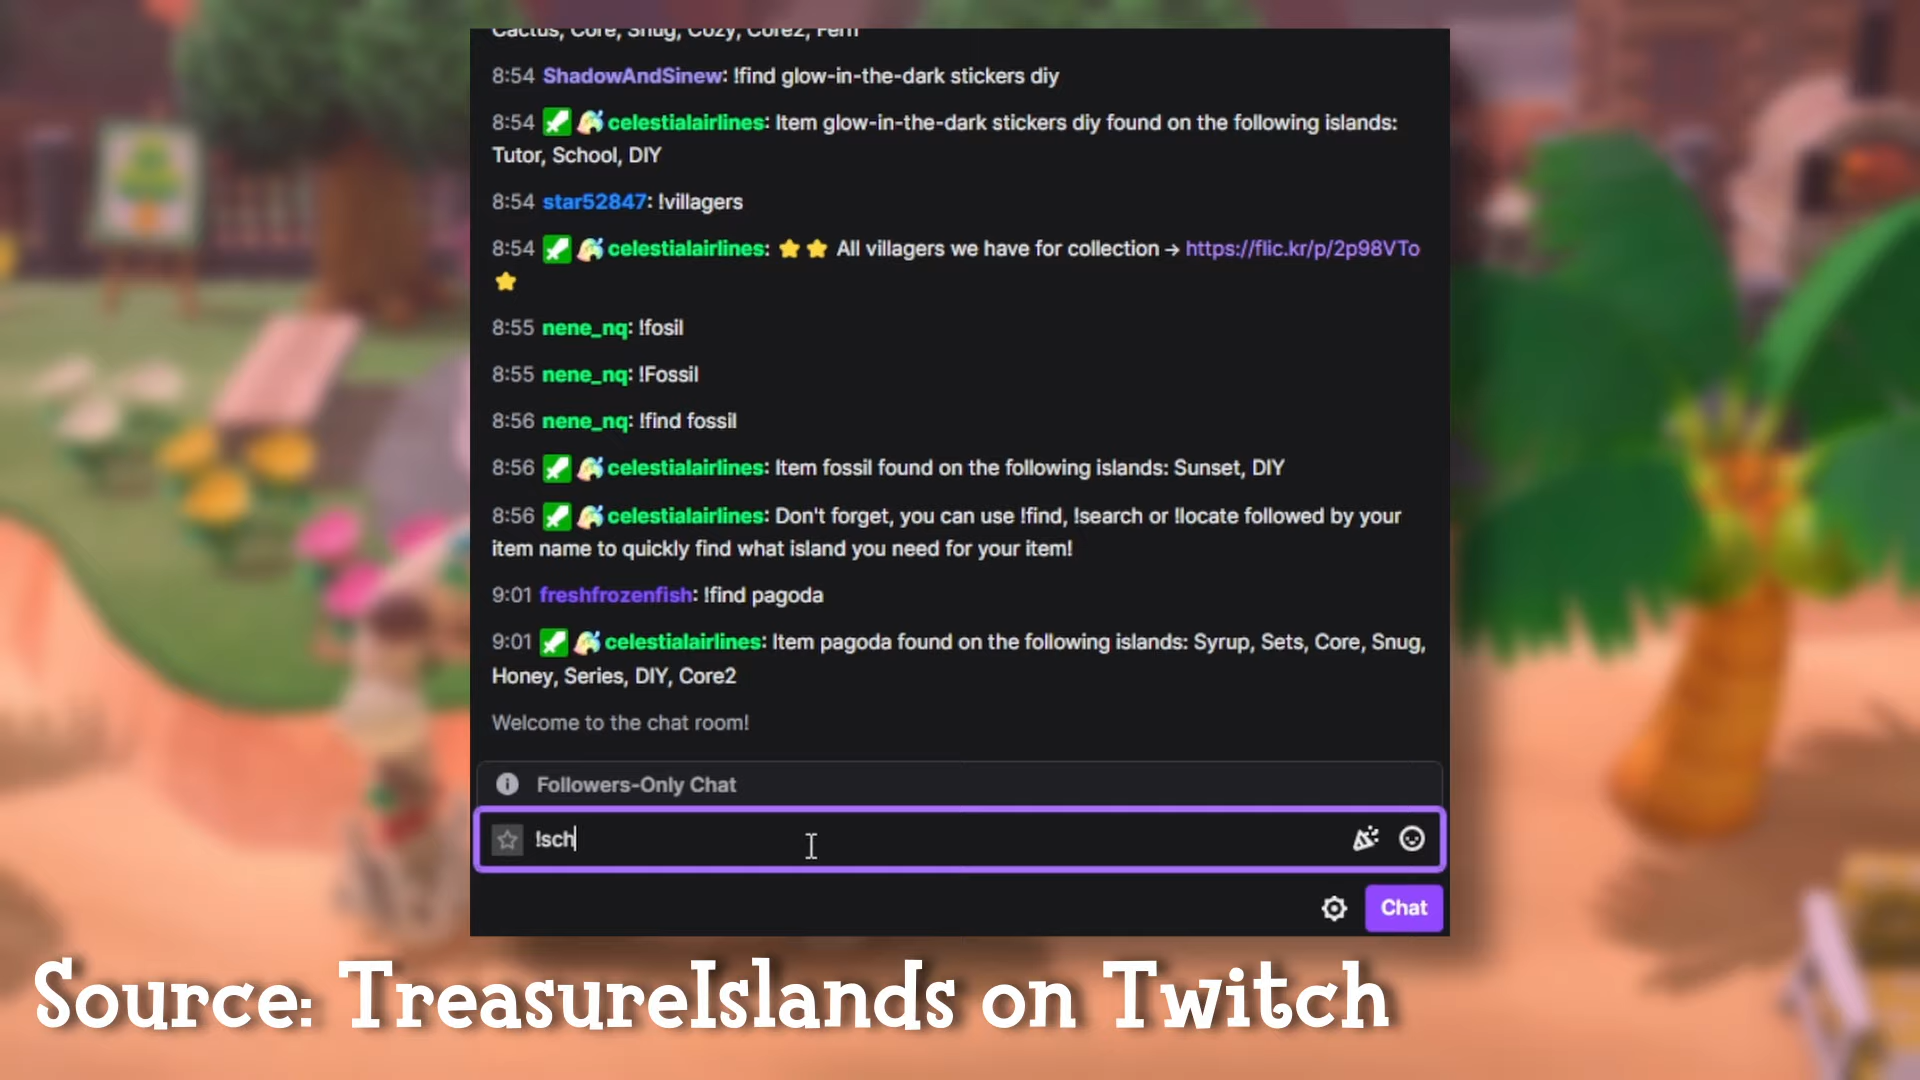 Cactus, Core, Snug, Cozy, Core2, Fern
8:54 ShadowAndSinew: !find glow-in-the-dark stickers diy
8:54 celestialairlines: Item glow-in-the-dark stickers diy found on the following islands:
Tutor, School, DIY
8:54 star52847: !villagers
8:54 celestialairlines: ⭐ ⭐ All villagers we have for collection → https://flic.kr/p/2p98VTo
⭐
8:55 nene_nq: !fosil
8:55 nene_nq: !Fossil
8:56 nene_nq: !find fossil
8:56 celestialairlines: Item fossil found on the following islands: Sunset, DIY
8:56 celestialairlines: Don't forget, you can use !find, !search or !locate followed by your
item name to quickly find what island you need for your item!
9:01 freshfrozenfish: !find pagoda
9:01 celestialairlines: Item pagoda found on the following islands: Syrup, Sets, Core, Snug,
Honey, Series, DIY, Core2
Welcome to the chat room!
Followers-Only Chat
!sch
Chat
Source: TreasureIslands on Twitch